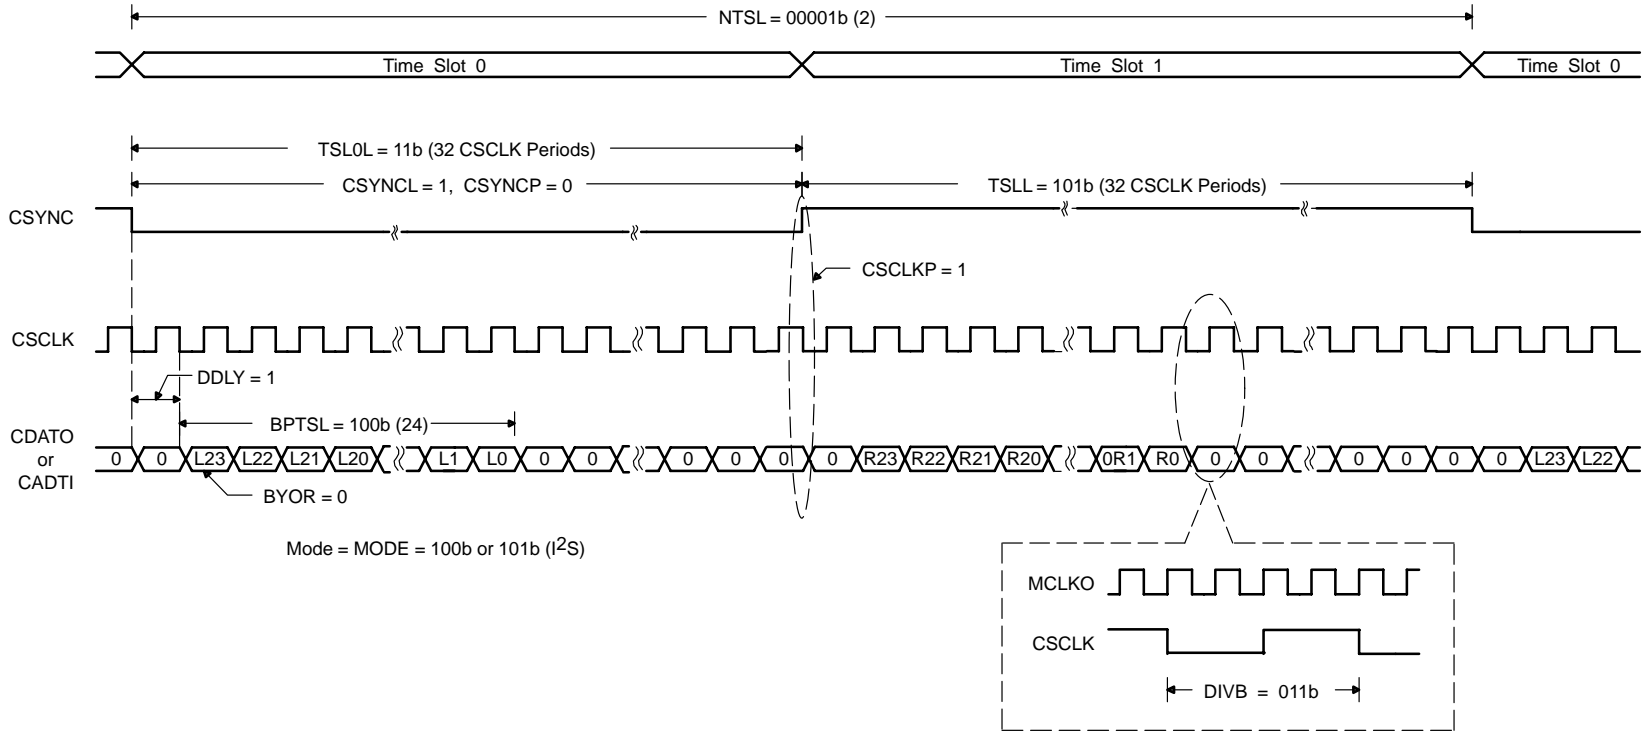 NTSL = 00001b (2)
Time Slot 0
Time Slot 1
Time Slot 0
TSL0L = 11b (32 CSCLK Periods)
CSYNCL = 1, CSYNCP = 0
TSLL = 101b (32 CSCLK Periods)
CSYNC
CSCLKP = 1
CSCLK
DDLY = 1
BPTSL = 100b (24)
CDATO
or
CADTI
0 0 L23 L22 L21 L20 L1 L0 0 0 0 0 0 0 R23 R22 R21 R20 0R1 R0 0 0 0 0 0 0 L23 L22
BYOR = 0
Mode = MODE = 100b or 101b (I2S)
MCLKO
CSCLK
DIVB = 011b